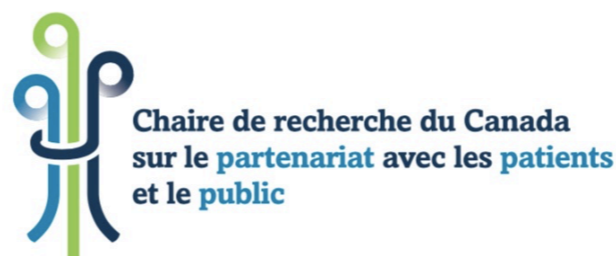 Chaire de recherche du Canada
sur le partenariat avec les patients
et le public